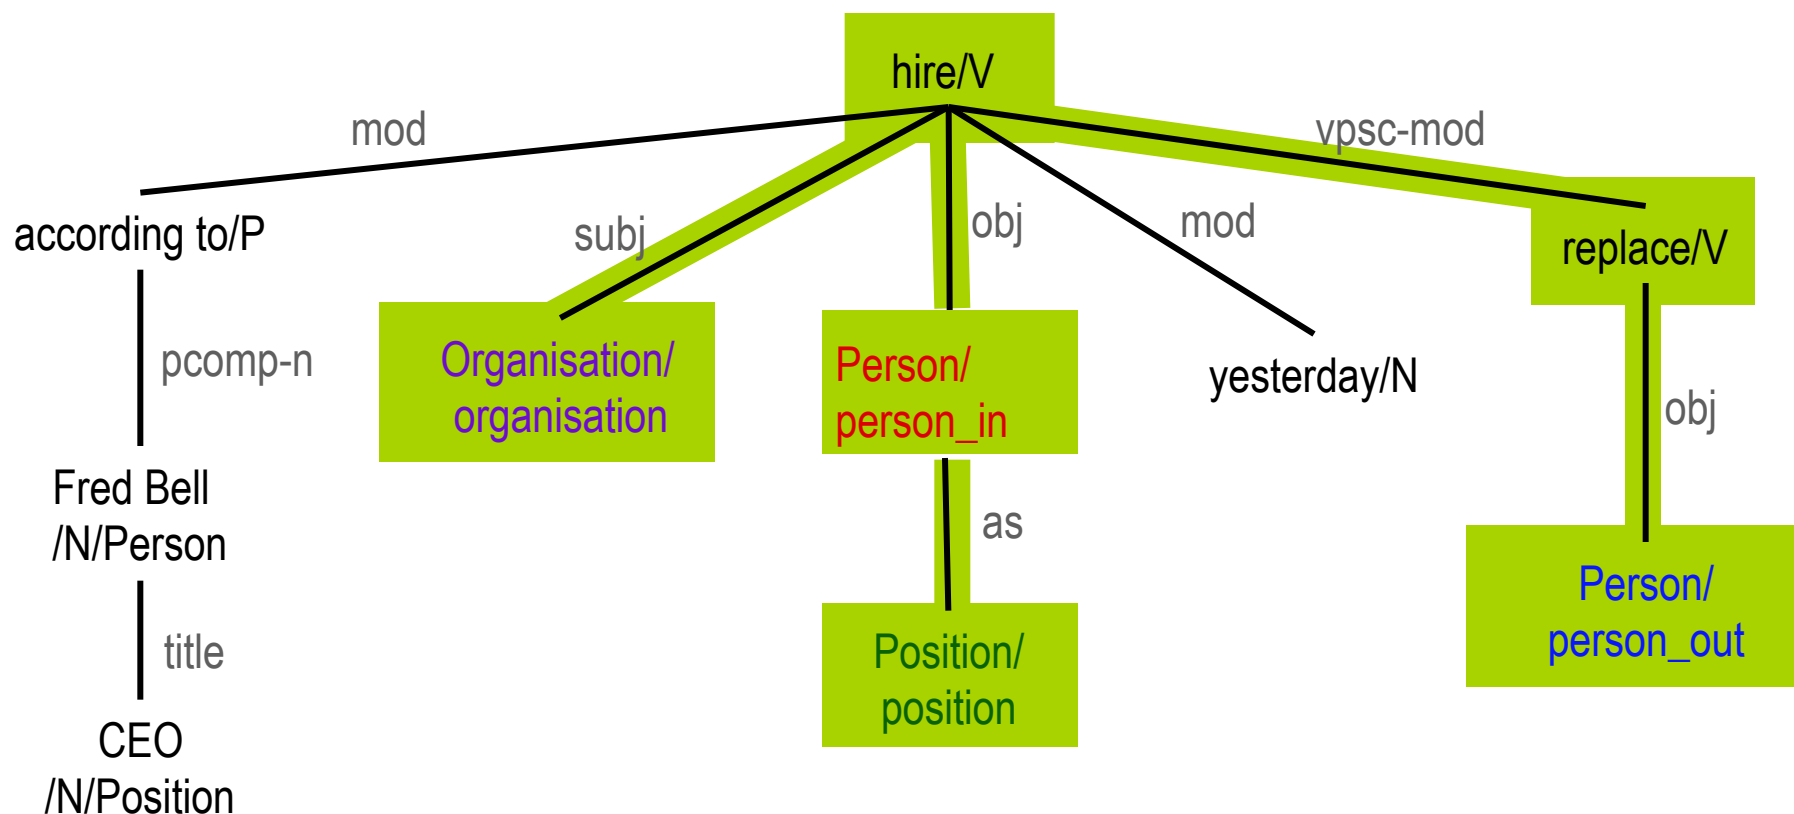 hire/V
mod
vpsc-mod
according to/P
subj
obj
mod
replace/V
pcomp-n
Organisation/
organisation
Person/
person_in
yesterday/N
obj
Fred Bell
/N/Person
as
title
Position/
position
Person/
person_out
CEO
/N/Position